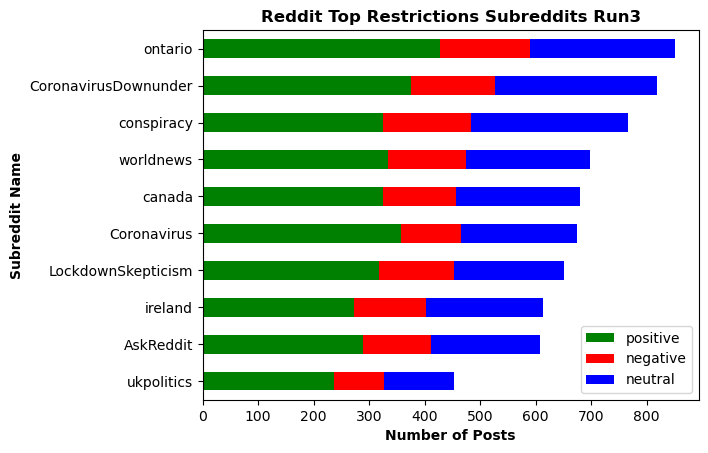 Reddit Top Restrictions Subreddits Run3
Subreddit Name
ontario
CoronavirusDownunder
conspiracy
worldnews
canada
Coronavirus
LockdownSkepticism
ireland
AskReddit
ukpolitics
positive
negative
neutral
0 100 200 300 400 500 600 700 800
Number of Posts